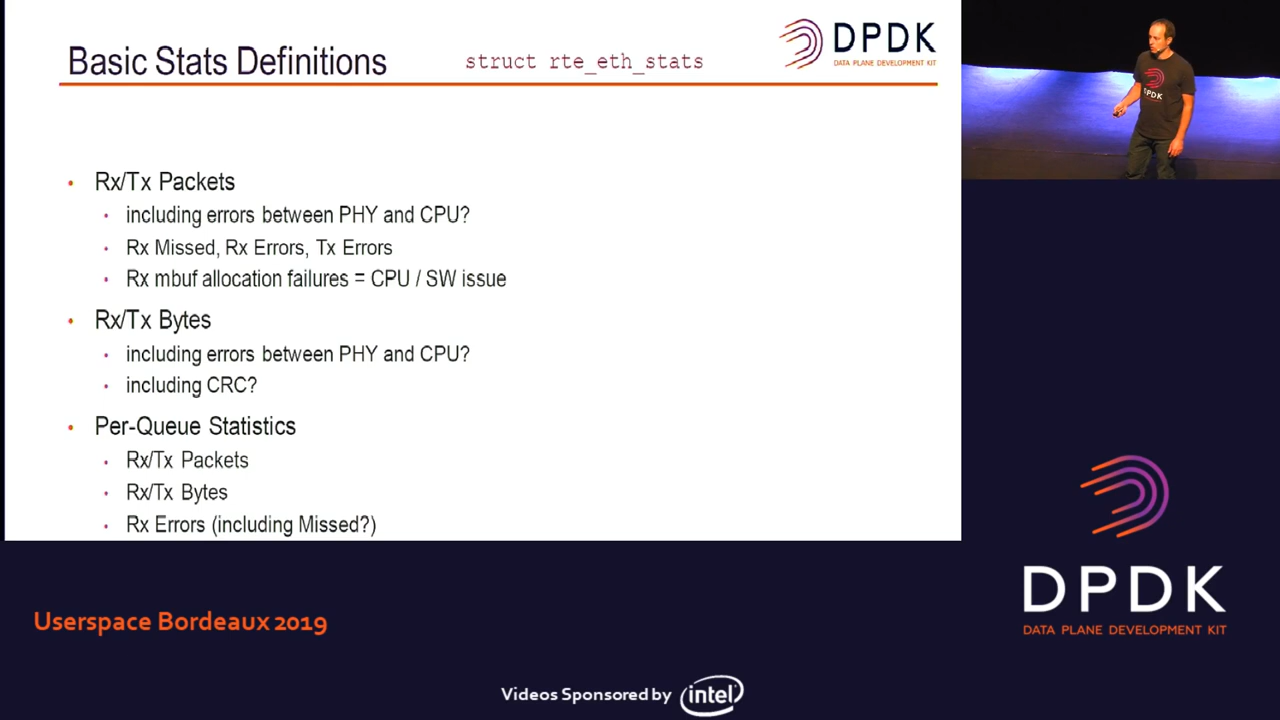 Basic Stats Definitions
struct rte_eth_stats
DPDK
DATA PLANE DEVELOPMENT KIT
• Rx/Tx Packets
• including errors between PHY and CPU?
• Rx Missed, Rx Errors, Tx Errors
• Rx mbuf allocation failures = CPU / SW issue
• Rx/Tx Bytes
• including errors between PHY and CPU?
• including CRC?
• Per-Queue Statistics
• Rx/Tx Packets
• Rx/Tx Bytes
• Rx Errors (including Missed?)
DPDK
DPDK
DATA PLANE DEVELOPMENT KIT
Userspace Bordeaux 2019
Videos Sponsored by intel